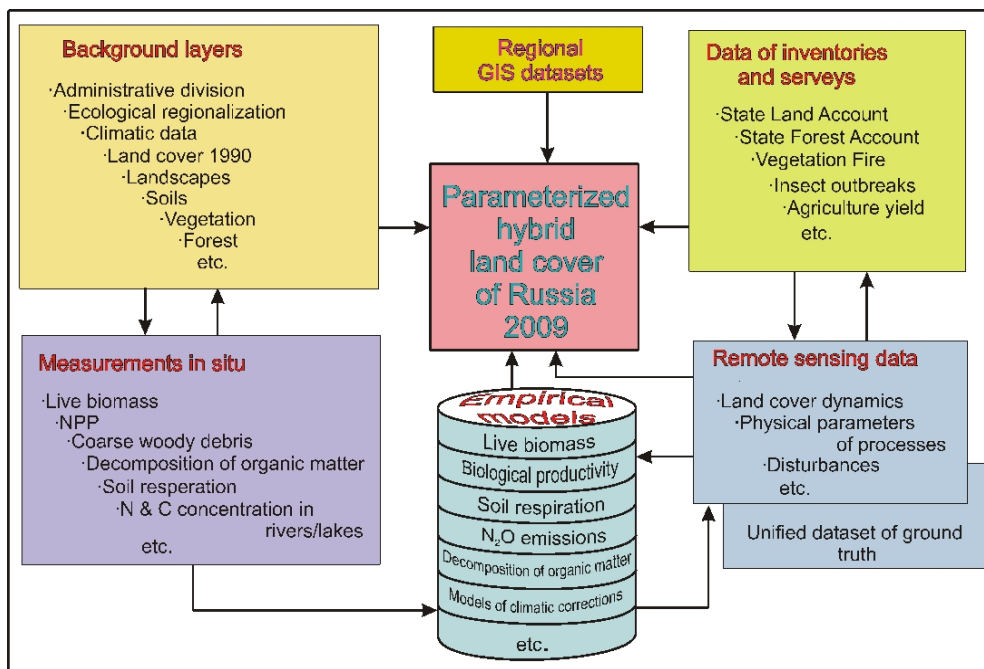 Background layers
·Administrative division
·Ecological regionalization
·Climatic data
·Land cover 1990
·Landscapes
·Soils
·Vegetation
·Forest
etc.
Regional
GIS datasets
Data of inventories
and serveys
·State Land Account
·State Forest Account
·Vegetation Fire
·Insect outbreaks
·Agriculture yield
etc.
Parameterized
hybrid
land cover
of Russia
2009
Measurements in situ
·Live biomass
·NPP
·Coarse woody debris
·Decomposition of organic matter
·Soil resperation
·N & C concentration in
rivers/lakes
etc.
Empirical
models
Live biomass
Biological productivity
Soil respiration
N₂O emissions
Decomposition of organic matter
Models of climatic corrections
etc.
Remote sensing data
·Land cover dynamics
·Physical parameters
of processes
·Disturbances
etc.
Unified dataset of ground
truth